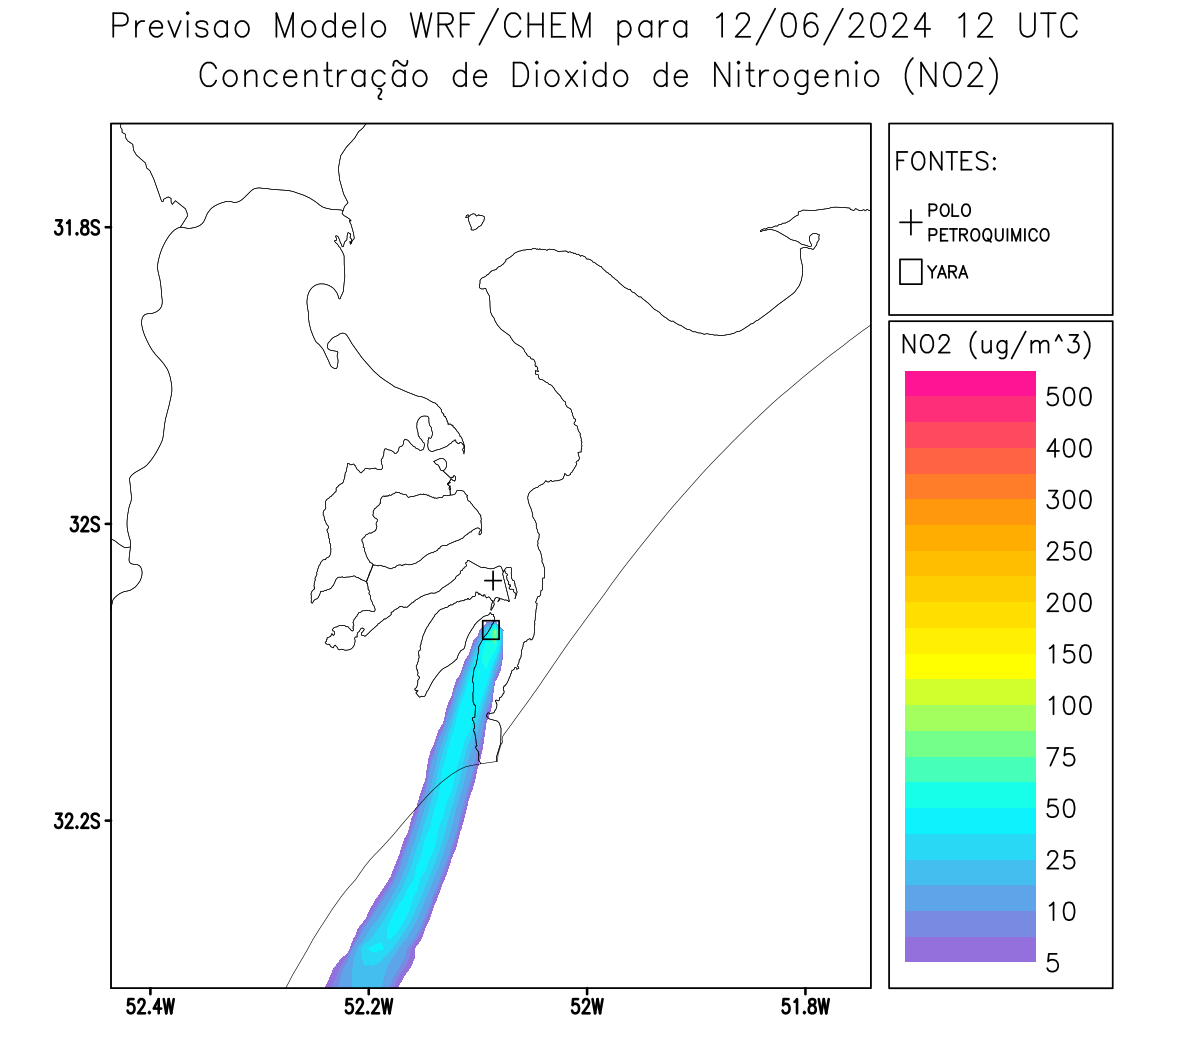 Previsao Modelo WRF/CHEM para 12/06/2024 12 UTC
Concentração de Dioxido de Nitrogenio (NO2)
FONTES:
POLO
PETROQUIMICO
YARA
NO2 (ug/m^3)
500
400
300
250
200
150
100
75
50
25
10
5
31.8S
32S
32.2S
52.4W
52.2W
52W
51.8W